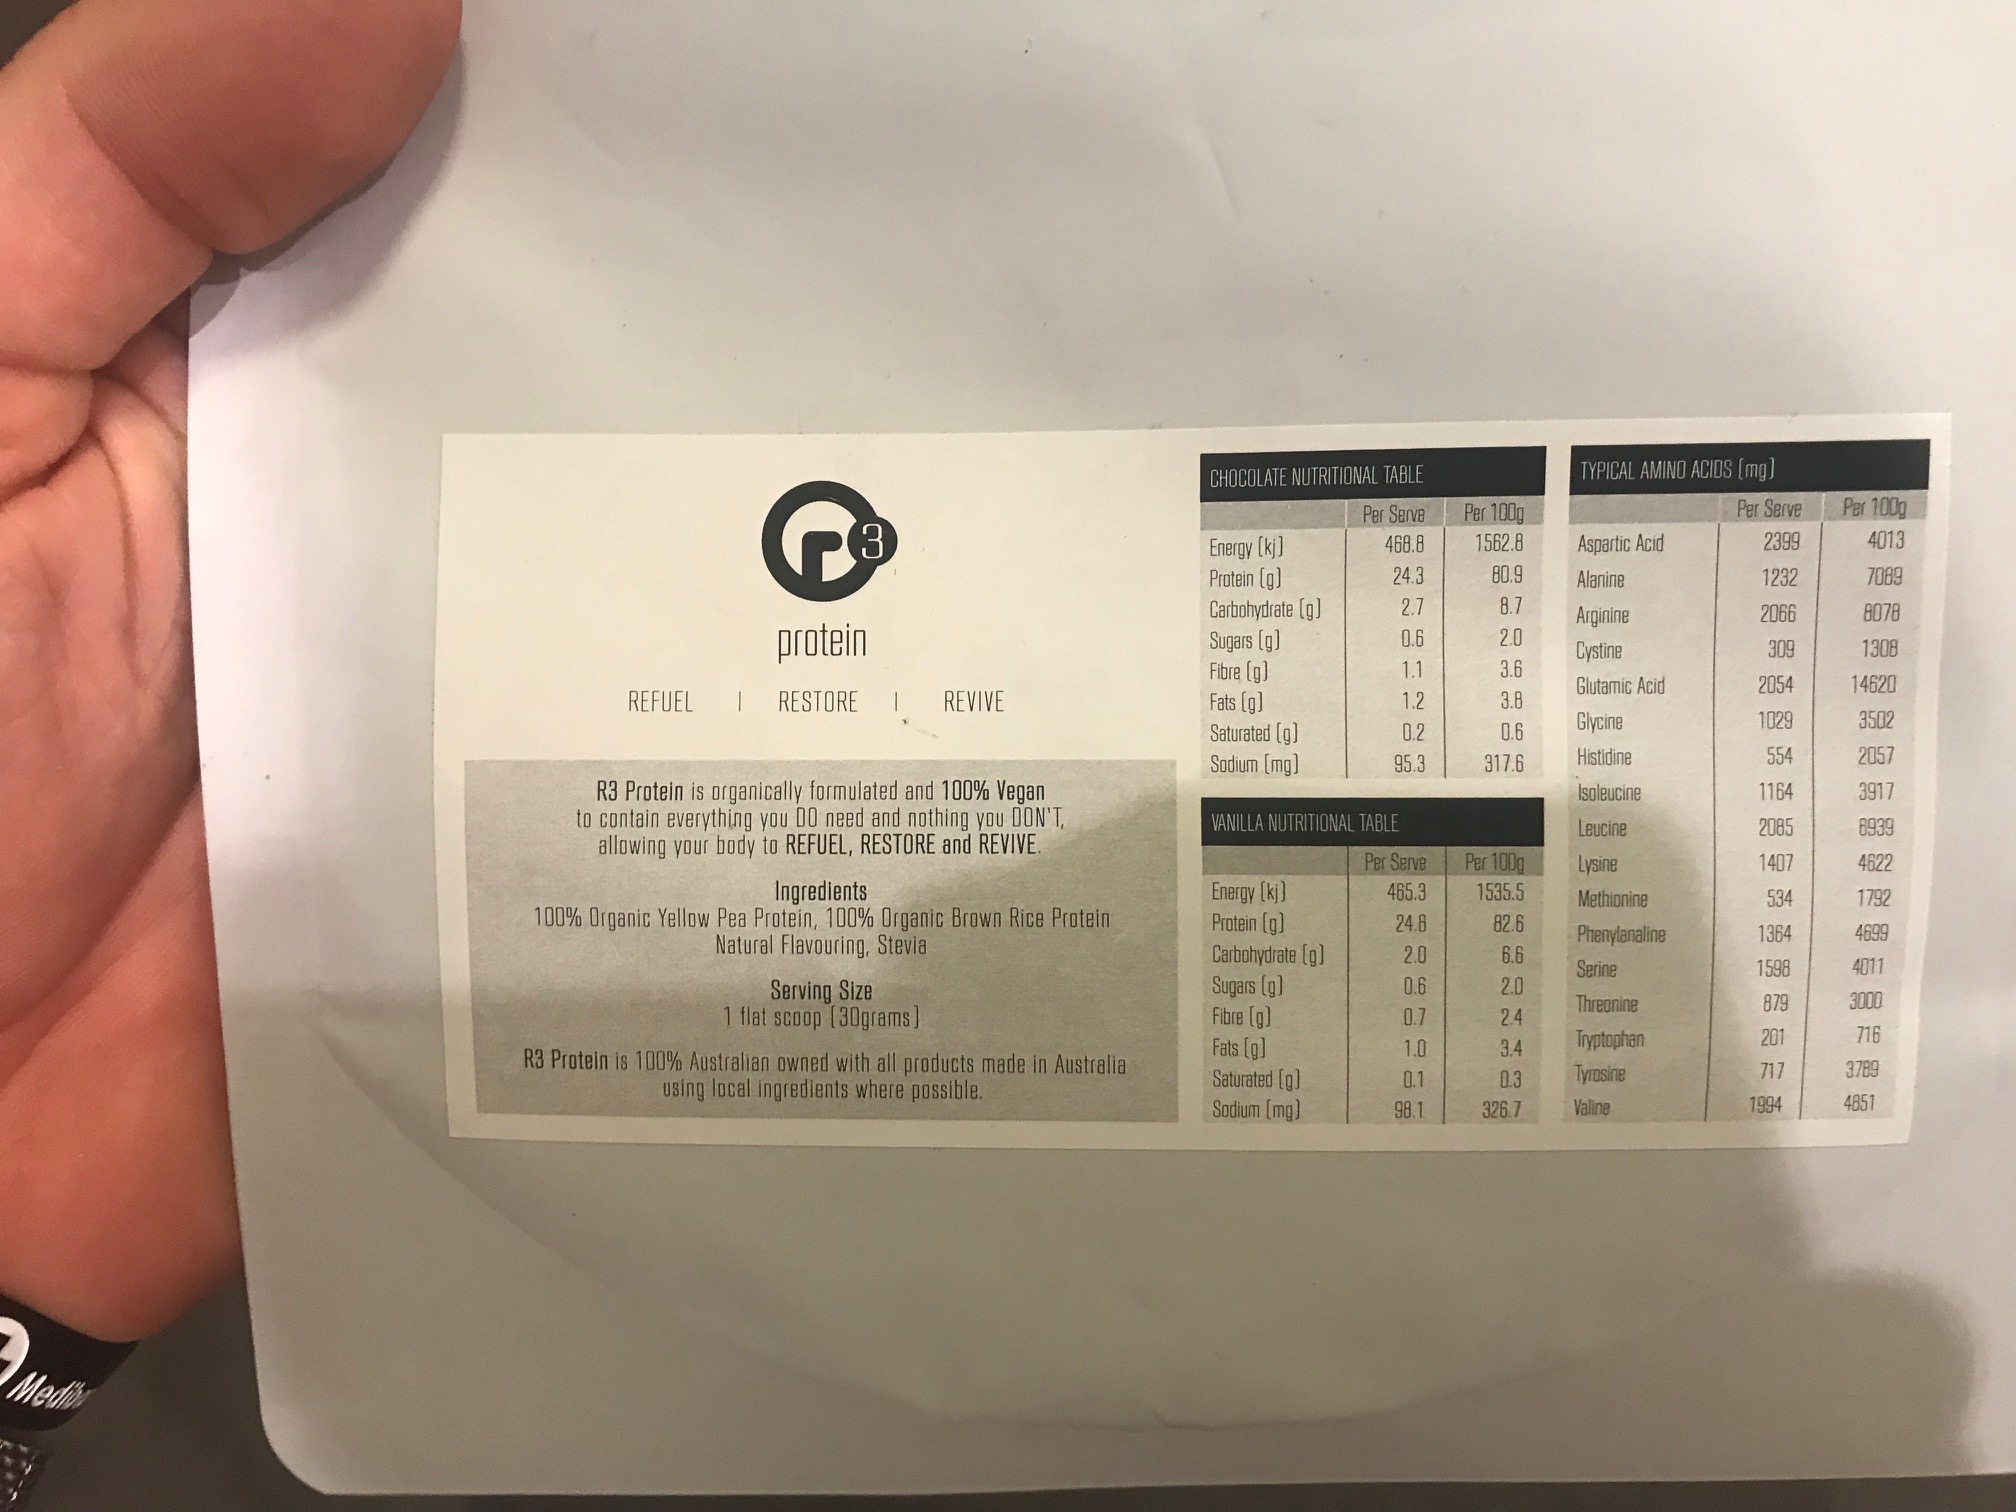 r3
protein
REFUEL | RESTORE | REVIVE
R3 Protein is organically formulated and 100% Vegan
to contain everything you DO need and nothing you DON'T,
allowing your body to REFUEL, RESTORE and REVIVE.
Ingredients
100% Organic Yellow Pea Protein, 100% Organic Brown Rice Protein
Natural Flavouring, Stevia
Serving Size
1 flat scoop (30grams)
R3 Protein is 100% Australian owned with all products made in Australia
using local ingredients where possible.
CHOCOLATE NUTRITIONAL TABLE
Per Serve Per 100g
Energy (kj) 468.8 1562.8
Protein (g) 24.3 80.9
Carbohydrate (g) 2.7 8.7
Sugars (g) 0.6 2.0
Fibre (g) 1.1 3.6
Fats (g) 1.2 3.8
Saturated (g) 0.2 0.6
Sodium (mg) 95.3 317.6
VANILLA NUTRITIONAL TABLE
Per Serve Per 100g
Energy (kj) 465.3 1535.5
Protein (g) 24.8 82.6
Carbohydrate (g) 2.0 6.6
Sugars (g) 0.6 2.0
Fibre (g) 0.7 2.4
Fats (g) 1.0 3.4
Saturated (g) 0.1 0.3
Sodium (mg) 98.1 326.7
TYPICAL AMINO ACIDS (mg)
Per Serve Per 100g
Aspartic Acid 2399 4013
Alanine 1232 7089
Arginine 2066 8078
Cystine 309 1308
Glutamic Acid 2054 14620
Glycine 1029 3502
Histidine 554 2057
Isoleucine 1164 3917
Leucine 2085 6939
Lysine 1407 4622
Methionine 534 1792
Phenylanaline 1364 4699
Serine 1598 4011
Threonine 879 3000
Tryptophan 201 716
Tyrosine 717 3789
Valine 1994 4851